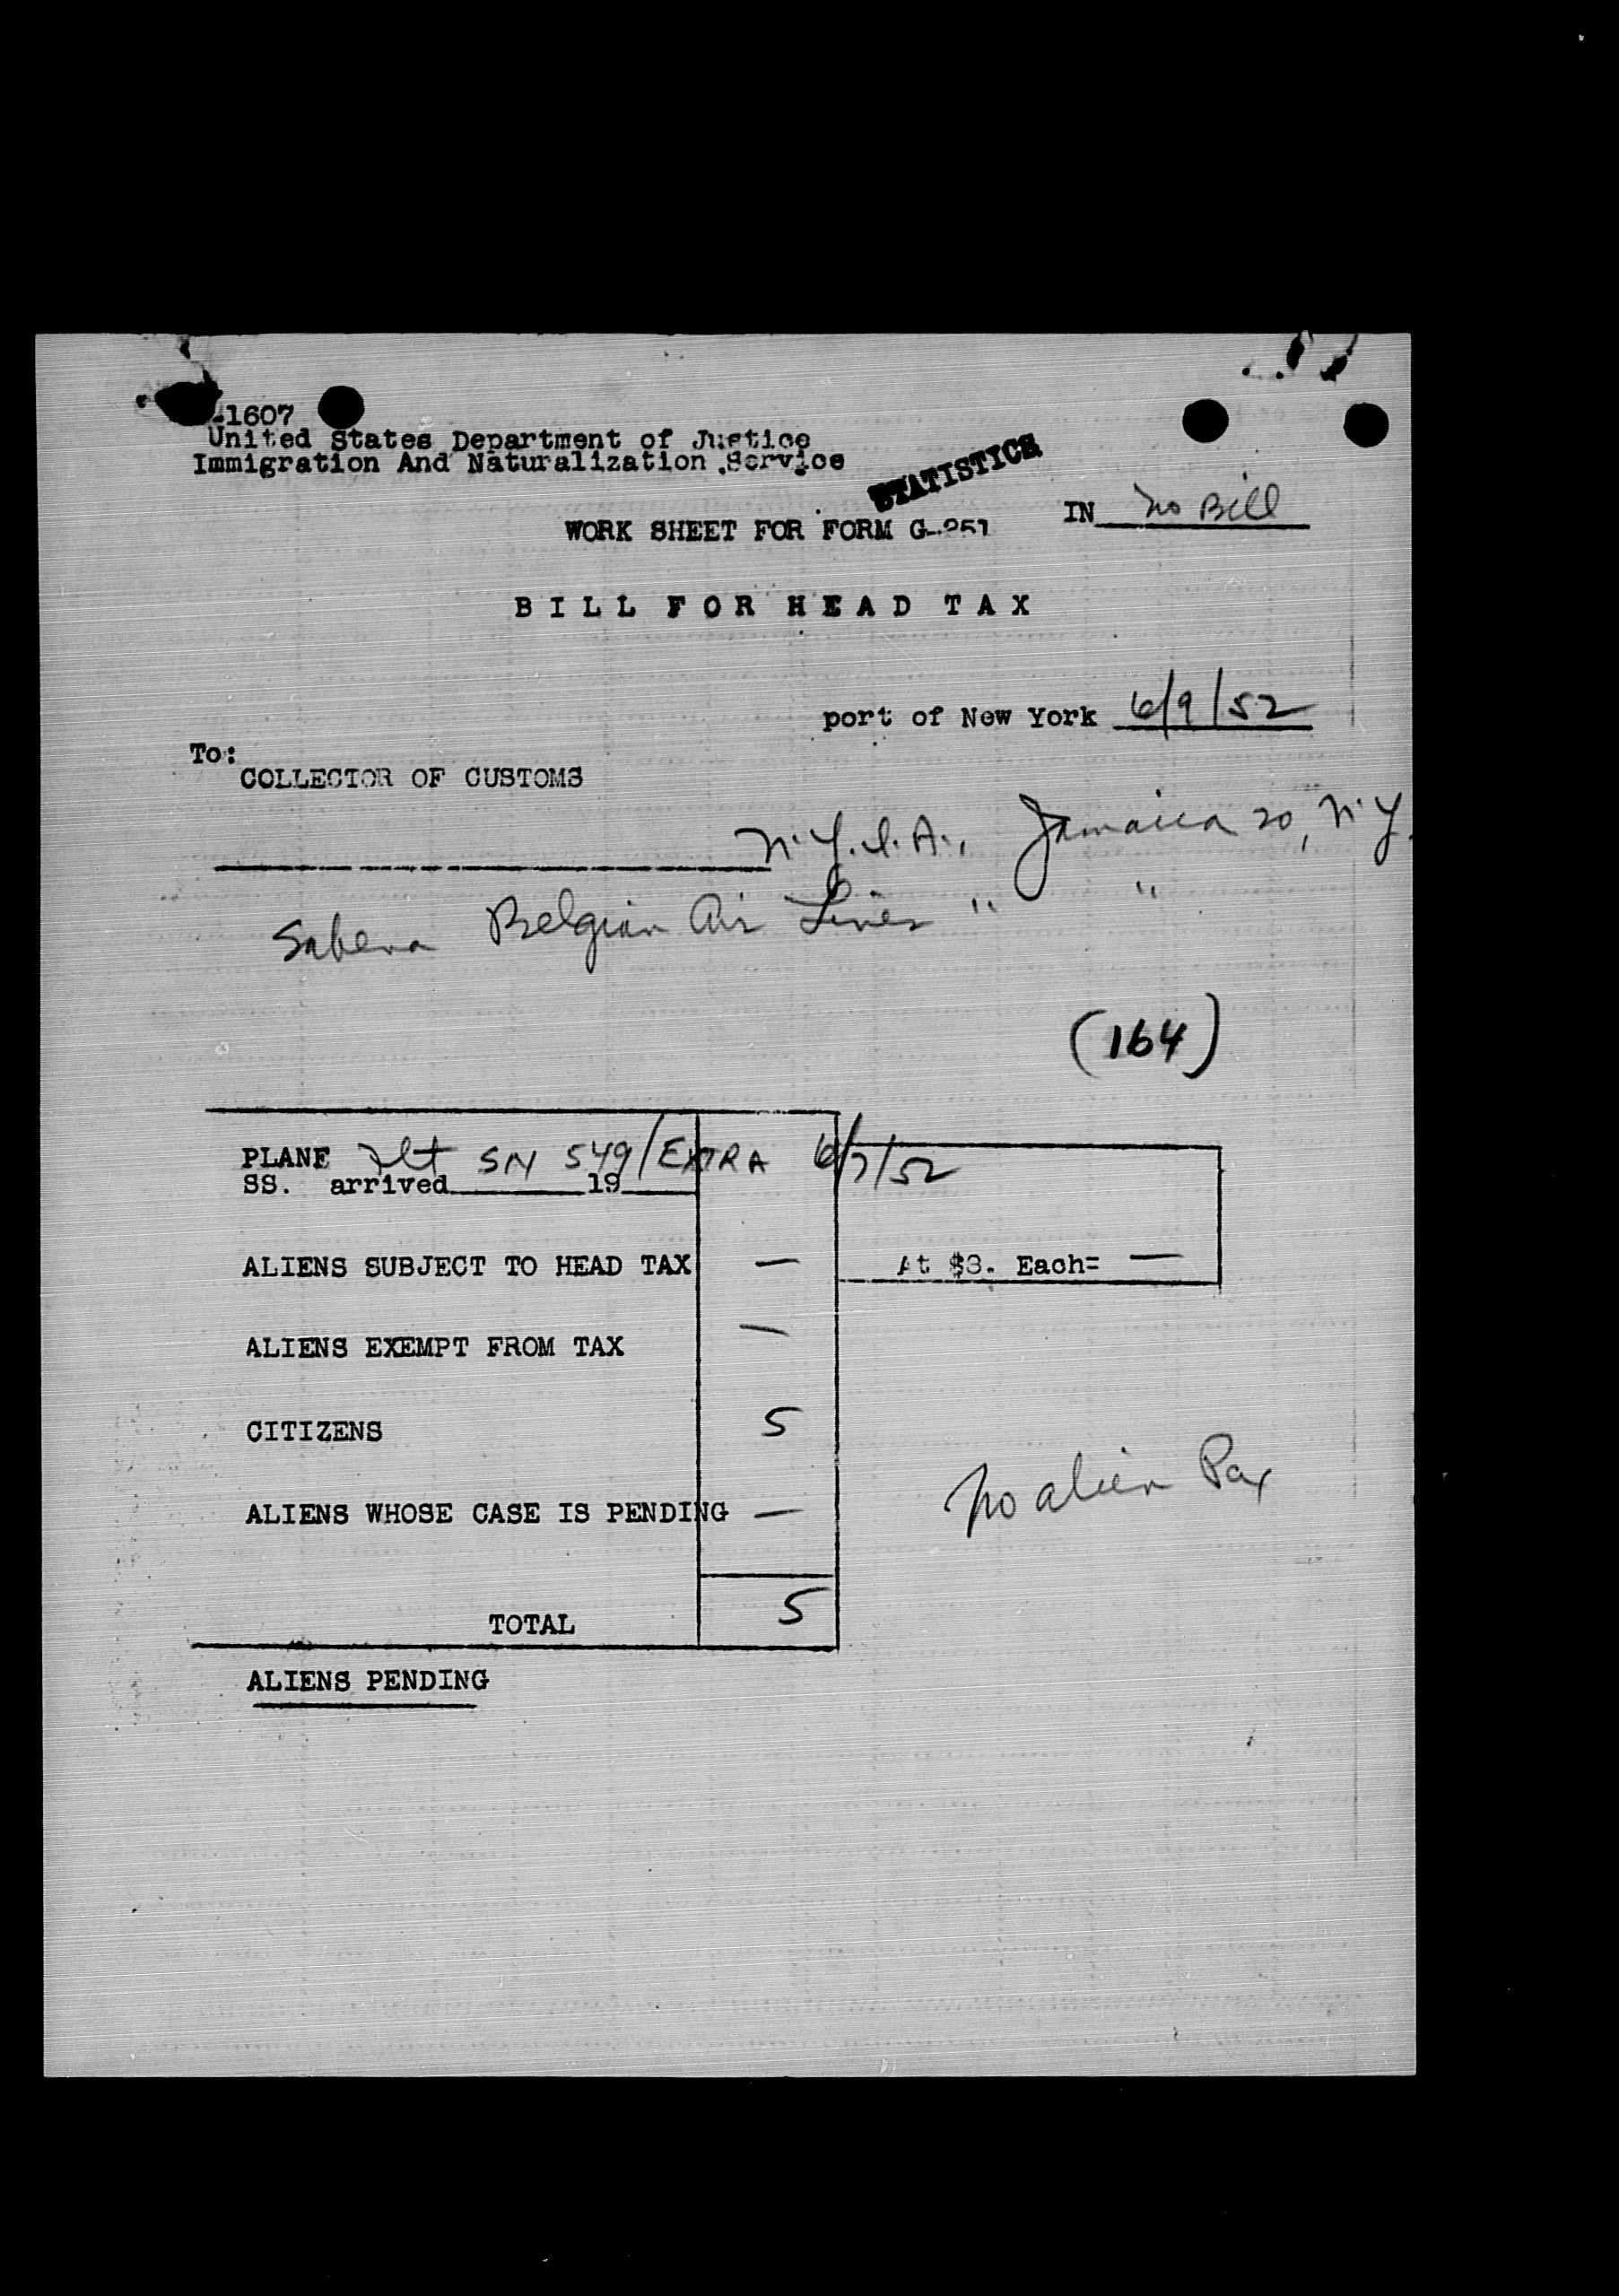 -1607
United States Department of Justice
Immigration And Naturalization Service
STATISTICS
IN No Bill
WORK SHEET FOR FORM G-251
BILL FOR HEAD TAX
port of New York 6/9/52
To:
COLLECTOR OF CUSTOMS
N.Y.I.A., Jamaica 20, N.Y.
Sabena Belgian Air Lines " "
(164)
PLANE Flt SN 549/EXTRA 6/7/52
SS. arrived 19
ALIENS SUBJECT TO HEAD TAX — At $8. Each= —
ALIENS EXEMPT FROM TAX —
CITIZENS 5
No alien Pax
ALIENS WHOSE CASE IS PENDING —
TOTAL 5
ALIENS PENDING